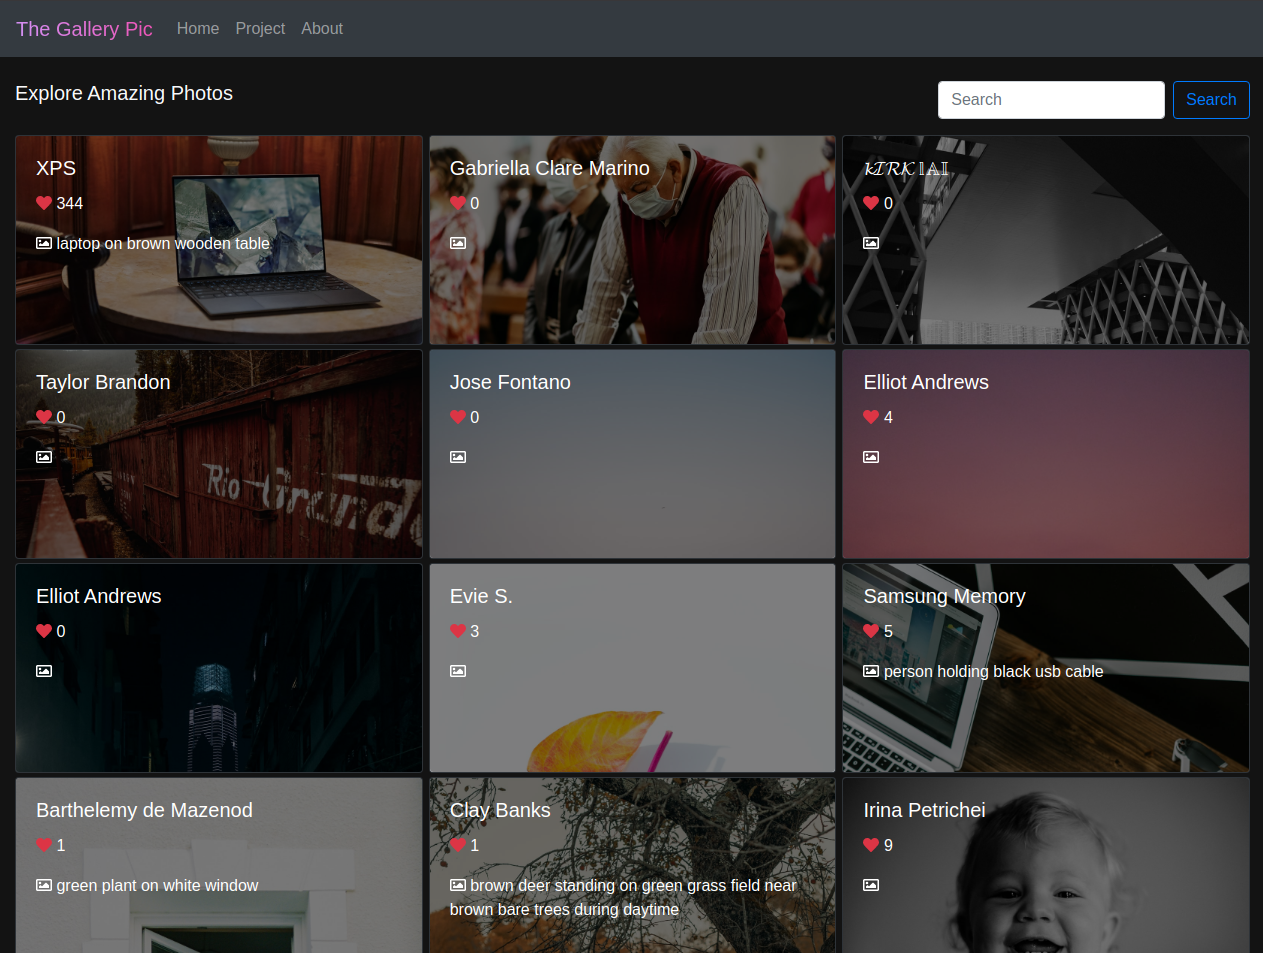 The Gallery Pic Home Project About
Explore Amazing Photos
Search Search
XPS
344
laptop on brown wooden table
Gabriella Clare Marino
0
𝓚𝓘𝓡𝓚 𝕀𝔸𝕀
0
Taylor Brandon
0
Rio Grande
Jose Fontano
0
Elliot Andrews
4
Elliot Andrews
0
Evie S.
3
Samsung Memory
5
person holding black usb cable
Barthelemy de Mazenod
1
green plant on white window
Clay Banks
1
brown deer standing on green grass field near
brown bare trees during daytime
Irina Petrichei
9